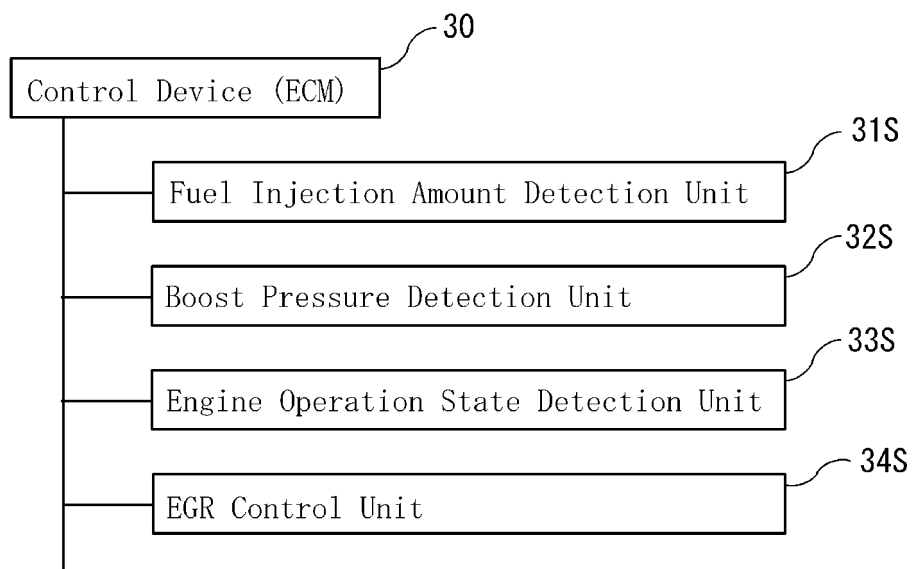 30
Control Device (ECM)
31S
Fuel Injection Amount Detection Unit
32S
Boost Pressure Detection Unit
33S
Engine Operation State Detection Unit
34S
EGR Control Unit